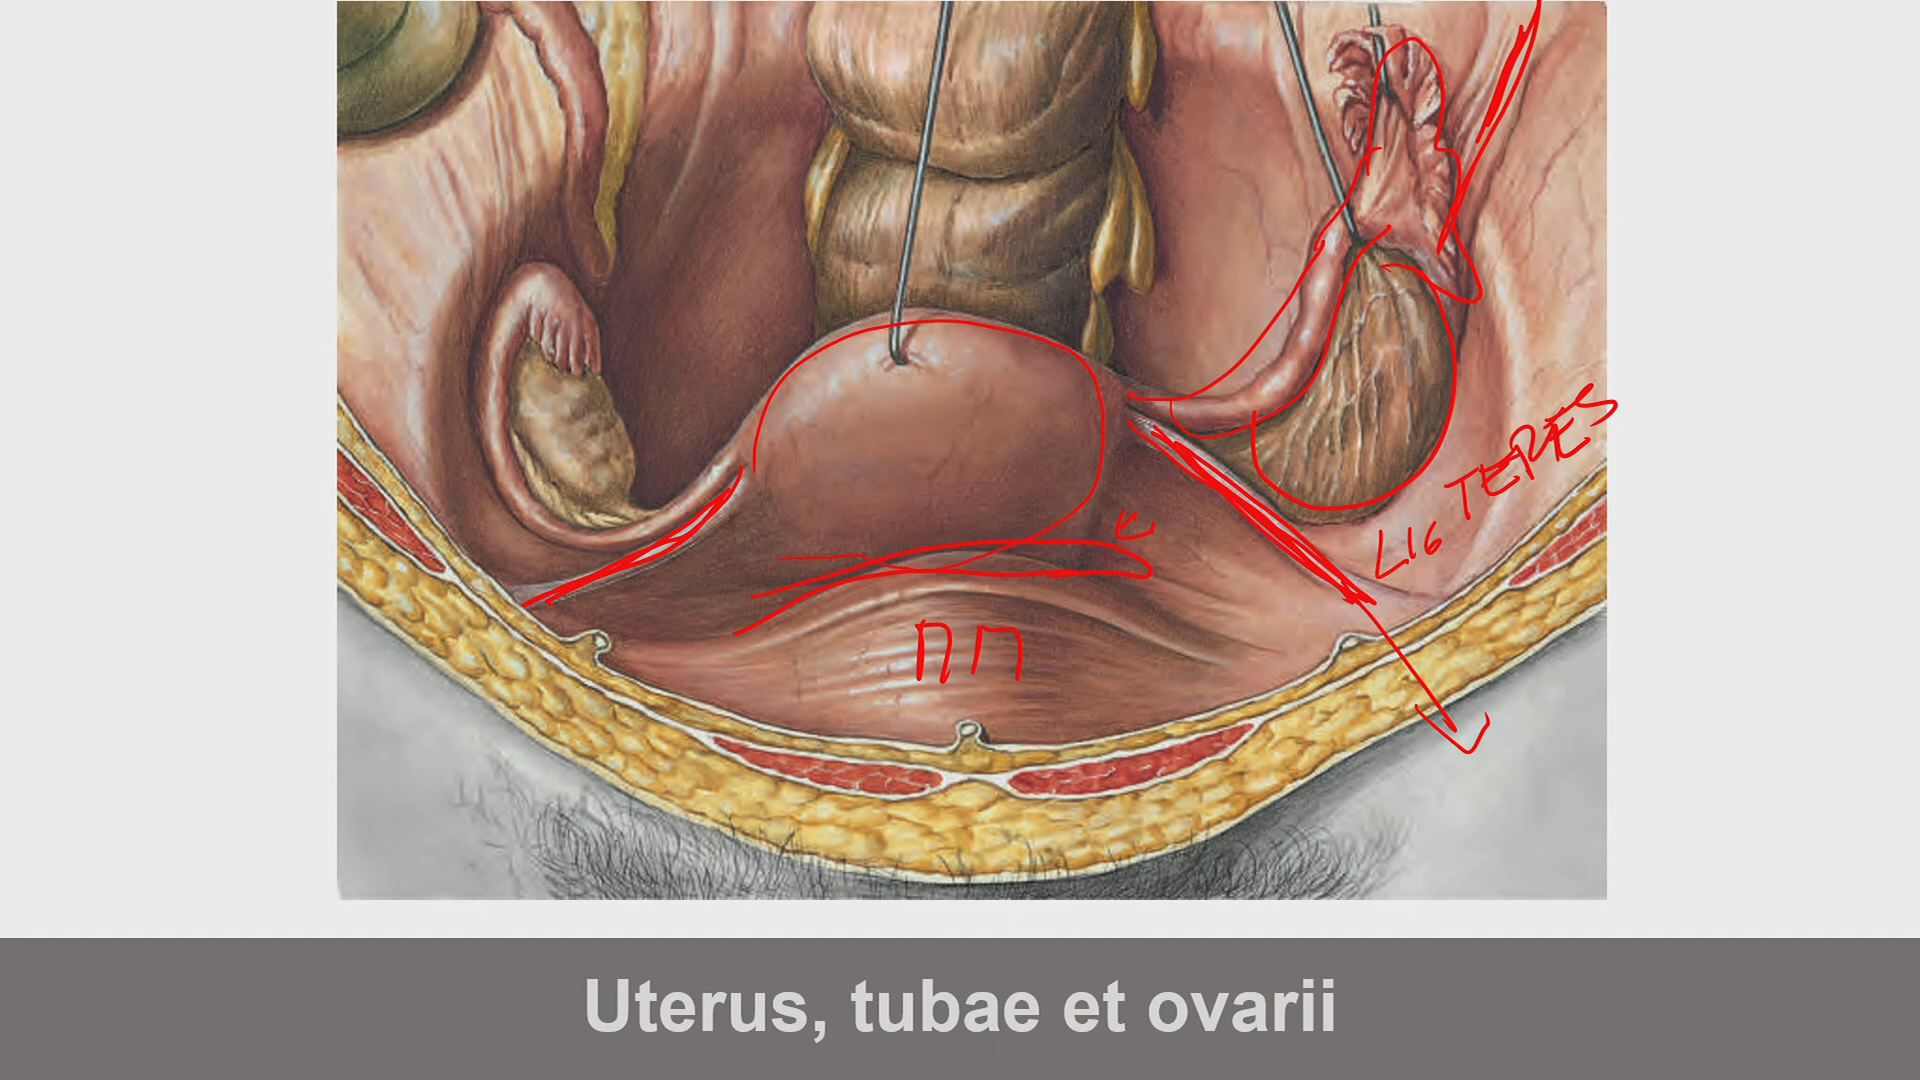 LIG TERES
ПП
Uterus, tubae et ovarii